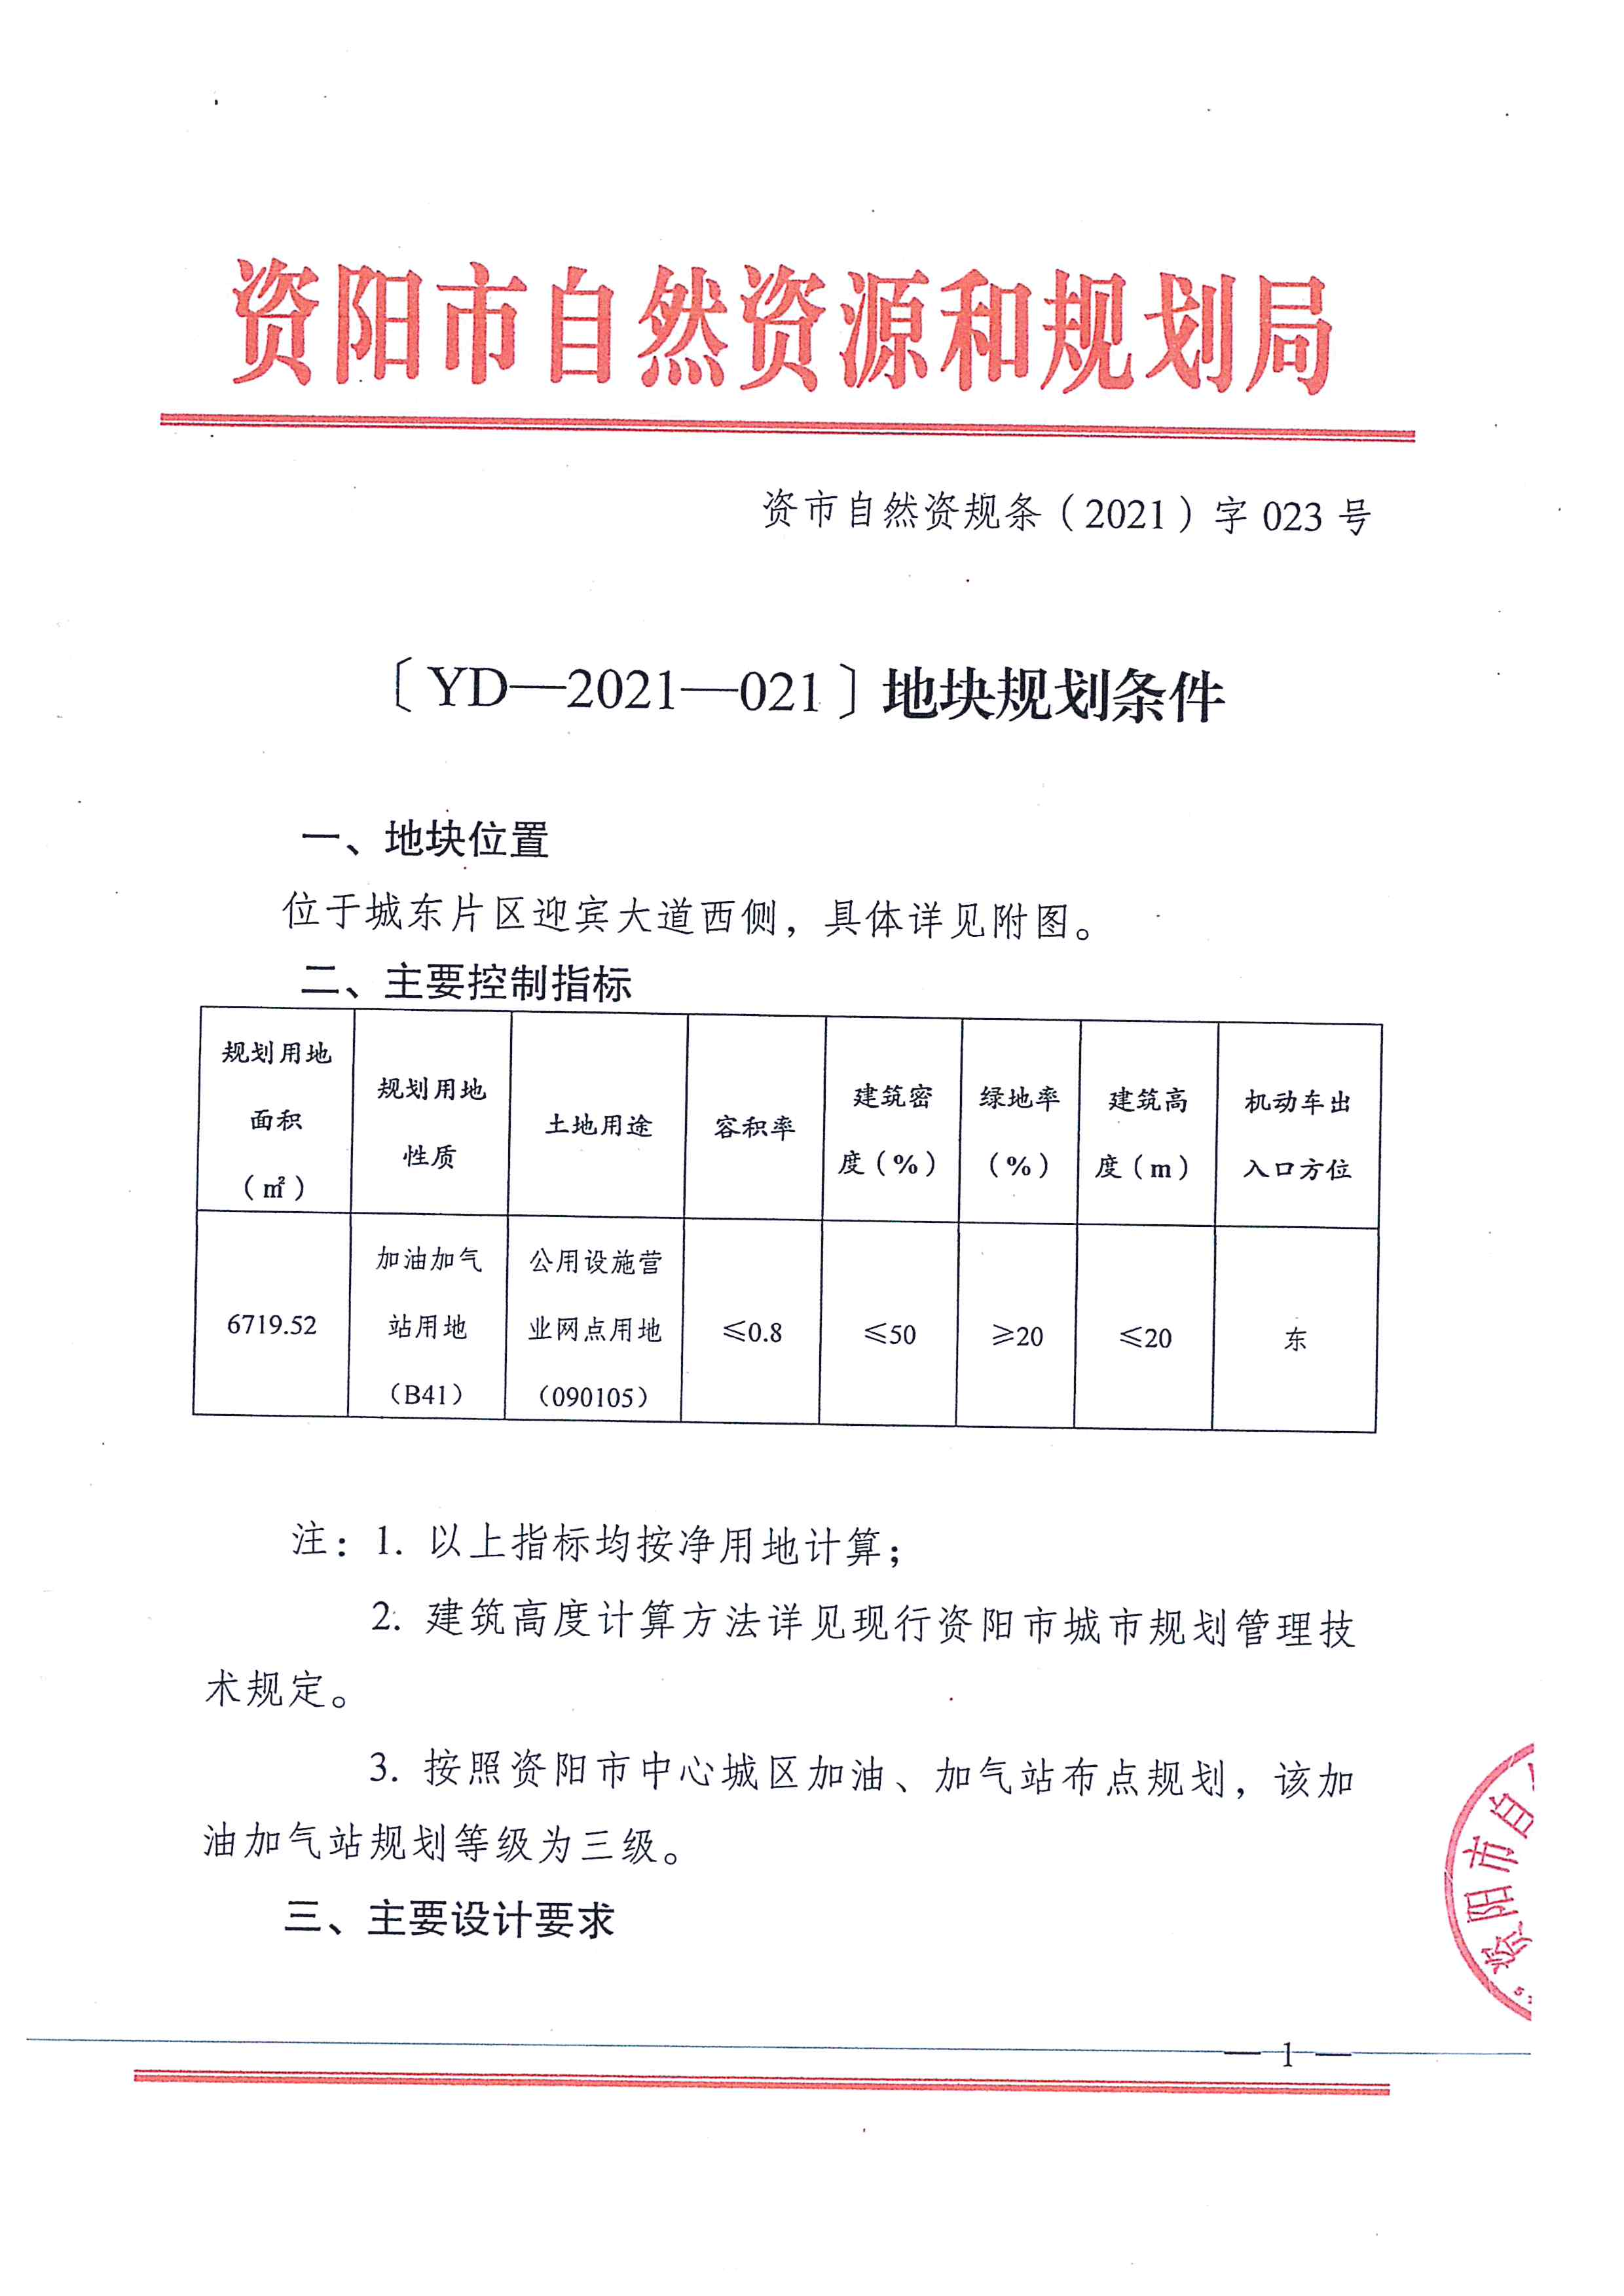 资阳市自然资源和规划局
资市自然资规条（2021）字 023 号
〔YD—2021—021〕地块规划条件
一、地块位置
位于城东片区迎宾大道西侧，具体详见附图。
二、主要控制指标
规划用地
面积
（㎡）
规划用地
性质
土地用途
容积率
建筑密
度（%）
绿地率
（%）
建筑高
度（m）
机动车出
入口方位
6719.52
加油加气
站用地
（B41）
公用设施营
业网点用地
（090105）
≤0.8
≤50
≥20
≤20
东
注：1. 以上指标均按净用地计算；
2. 建筑高度计算方法详见现行资阳市城市规划管理技
术规定。
3. 按照资阳市中心城区加油、加气站布点规划，该加
油加气站规划等级为三级。
三、主要设计要求
资阳市自
— 1 —